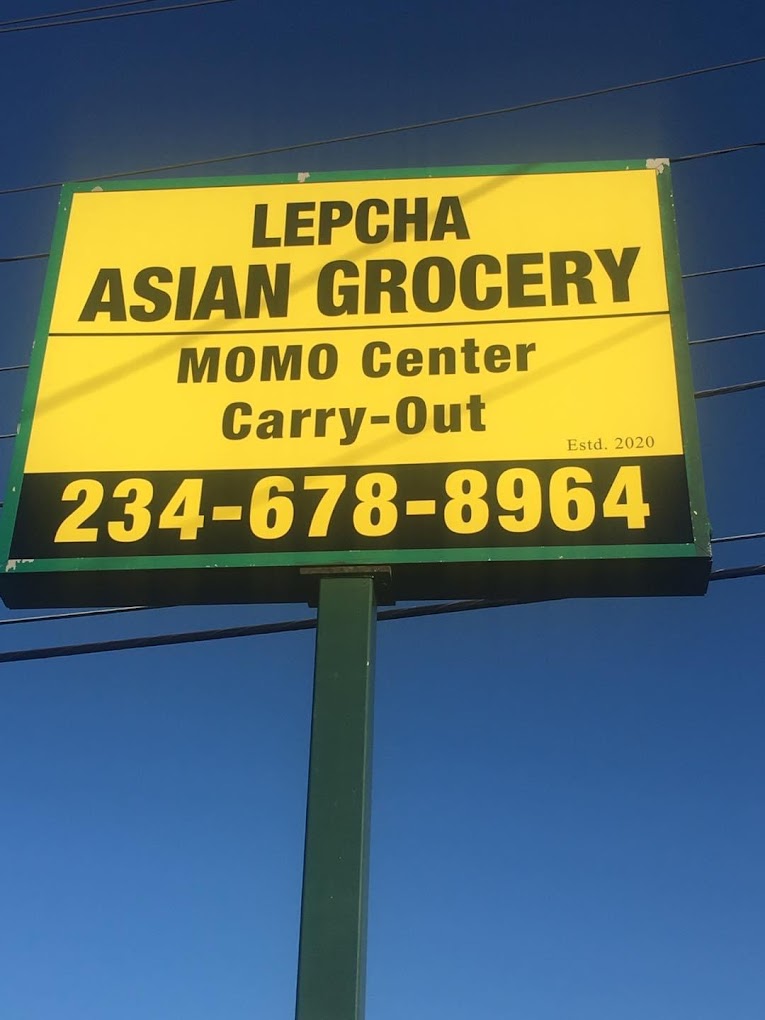 LEPCHA
ASIAN GROCERY
MOMO Center
Carry-Out
Estd. 2020
234-678-8964